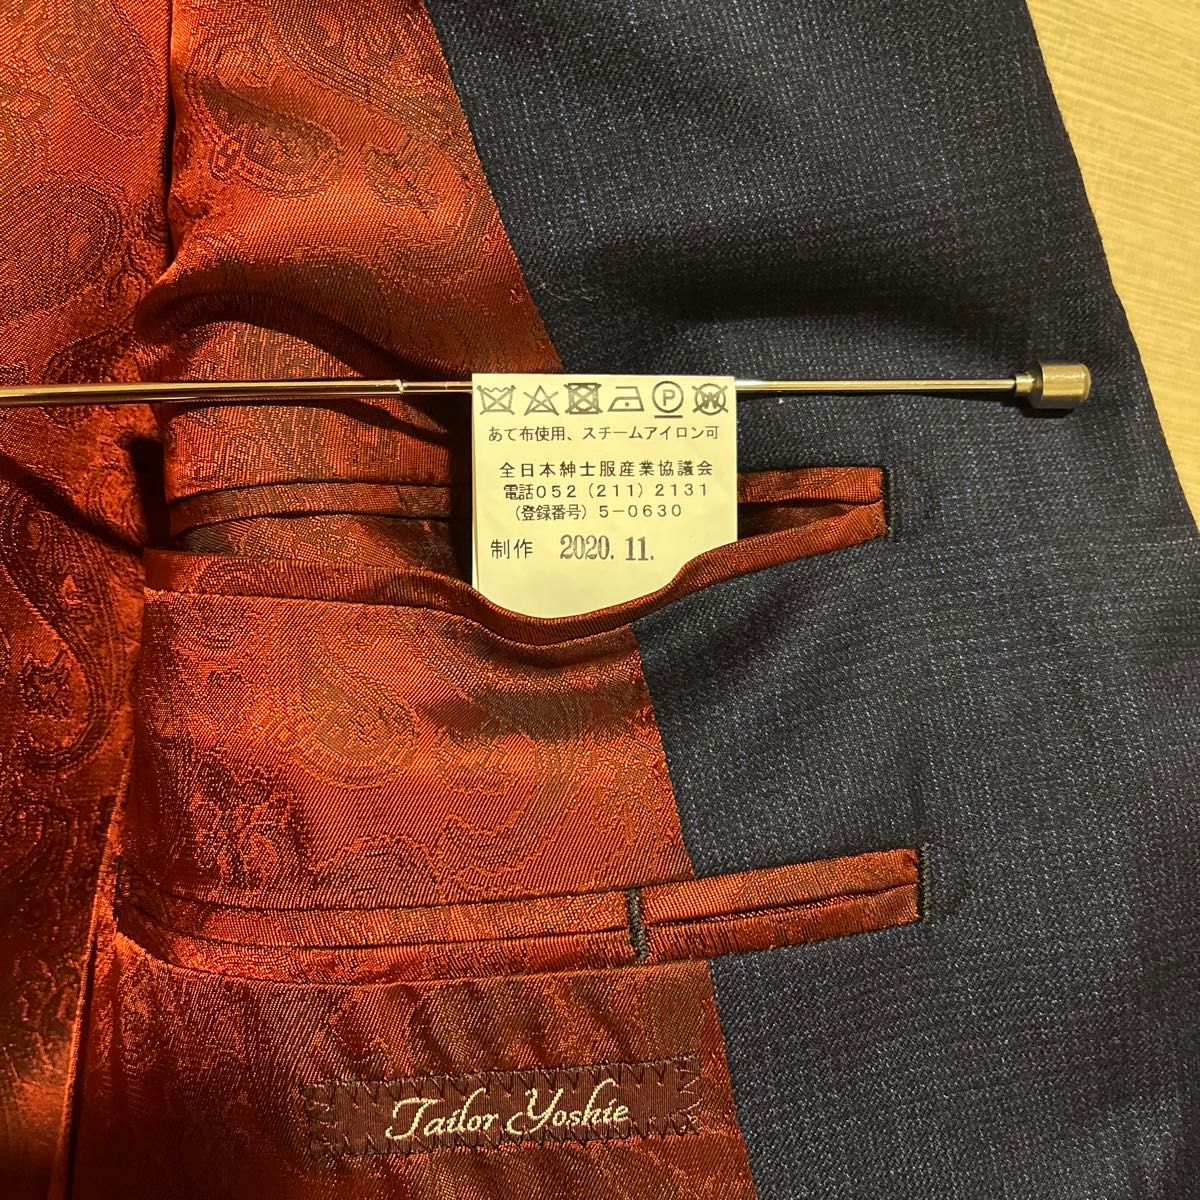 P W
あて布使用、スチームアイロン可
全日本紳士服産業協議会
電話052(211)2131
(登録番号)5-0630
制作 2020.11.
Tailor Yoshie